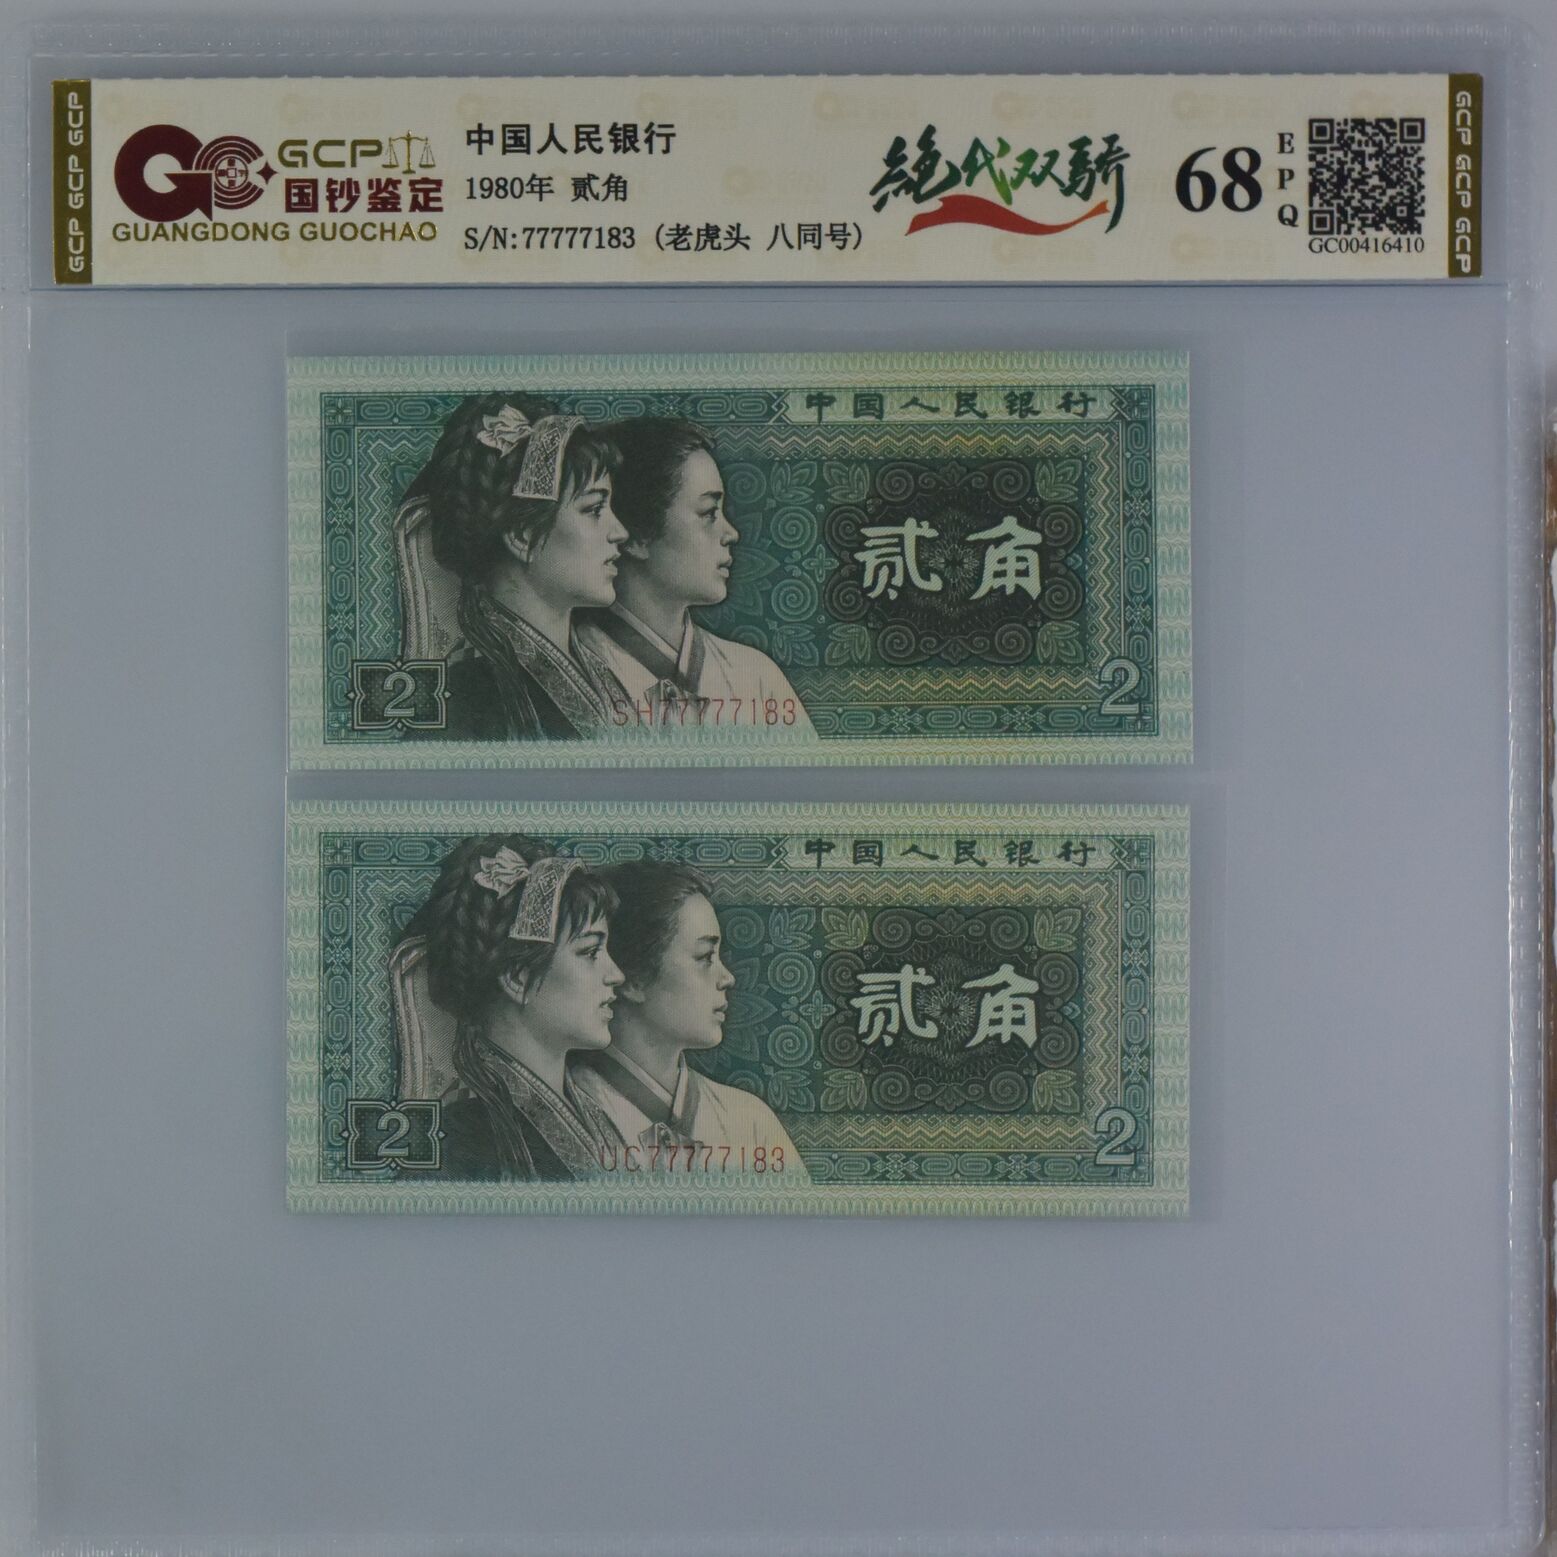 GCP GCP GCP
GCP
国钞鉴定
GUANGDONG GUOCHAO
中国人民银行
1980年 贰角
S/N:77777183 (老虎头 八同号)
绝代双骄
68
EPQ
GC00416410
GCP GCP GCP
中国人民银行
贰角
2
2
SH77777183
中国人民银行
贰角
2
2
UC77777183